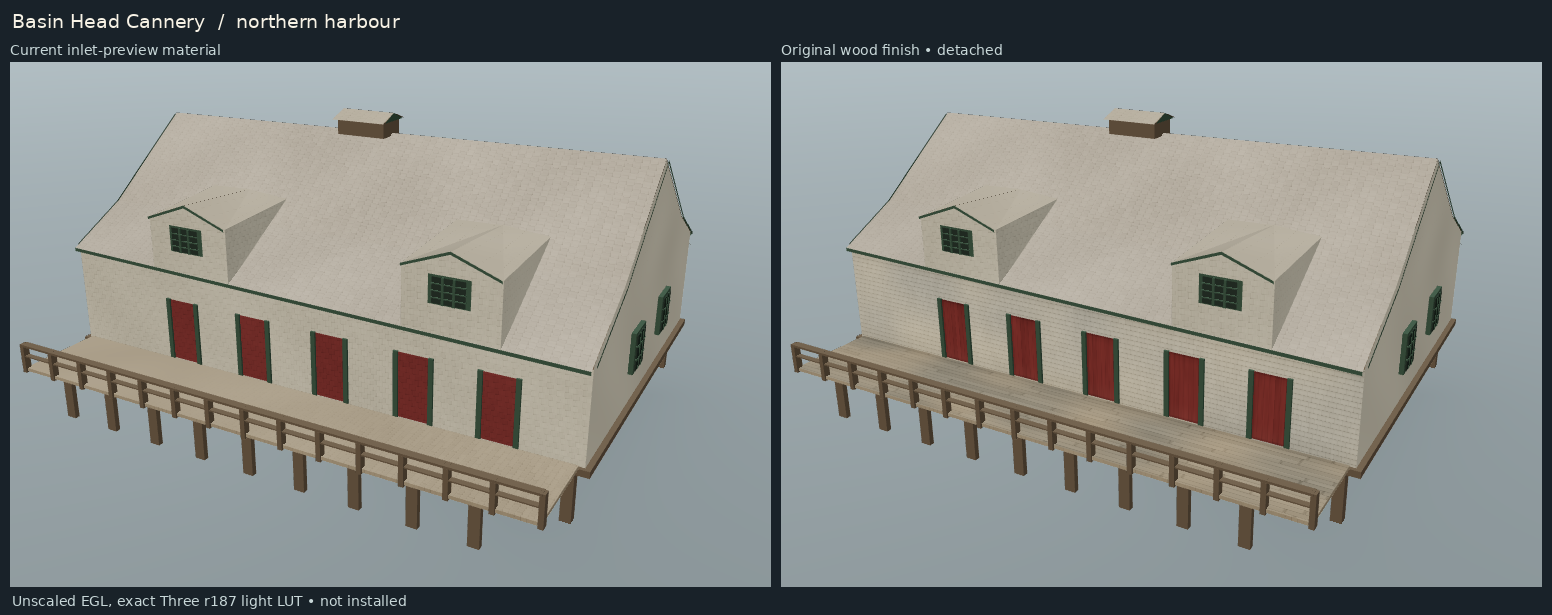 Basin Head Cannery / northern harbour
Current inlet-preview material
Original wood finish • detached
Unscaled EGL, exact Three r187 light LUT • not installed